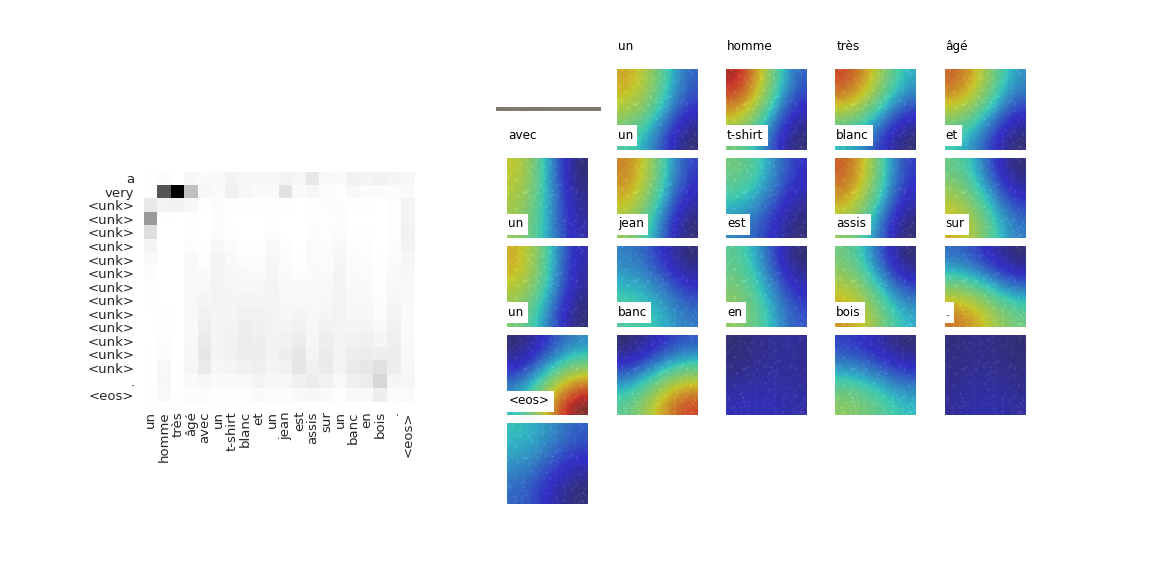 un homme très âgé
avec un t-shirt blanc et
un jean est assis sur
un banc en bois .
<eos>
a
very
<unk>
<unk>
<unk>
<unk>
<unk>
<unk>
<unk>
<unk>
<unk>
<unk>
<unk>
<unk>
<unk>
.
<eos>
un
homme
très
âgé
avec
un
t-shirt
blanc
et
un
jean
est
assis
sur
un
banc
en
bois
.
<eos>